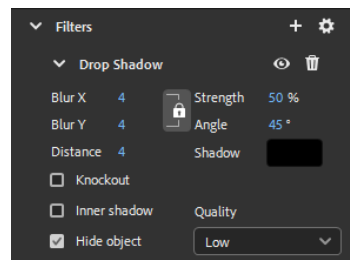 Filters
Drop Shadow
Blur X 4 Strength 50 %
Blur Y 4 Angle 45 °
Distance 4 Shadow
Knockout
Inner shadow Quality
Hide object Low